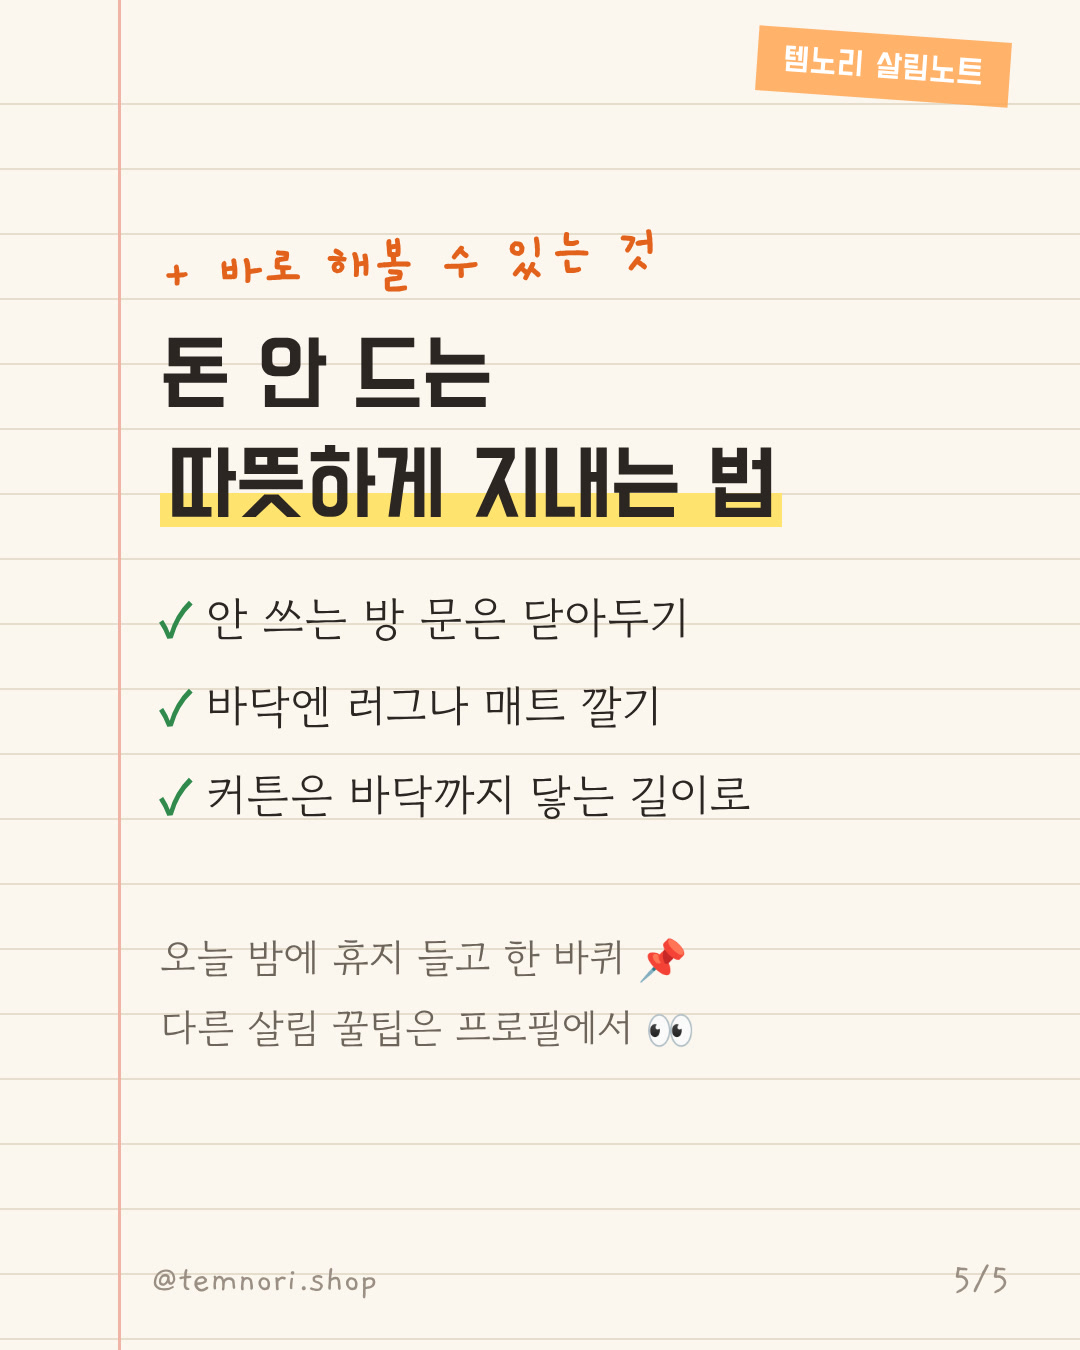 템노리 살림노트
+ 바로 해볼 수 있는 것
돈 안 드는
따뜻하게 지내는 법
✓ 안 쓰는 방 문은 닫아두기
✓ 바닥엔 러그나 매트 깔기
✓ 커튼은 바닥까지 닿는 길이로
오늘 밤에 휴지 들고 한 바퀴 📌
다른 살림 꿀팁은 프로필에서 👀
@temnori.shop
5/5